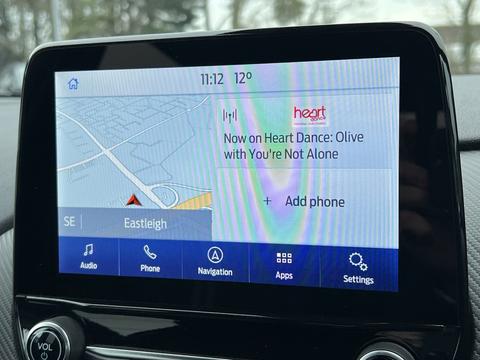 11:12 12°
heart
dance
Now on Heart Dance: Olive
with You're Not Alone
+ Add phone
SE Eastleigh
Audio Phone Navigation Apps Settings
VOL